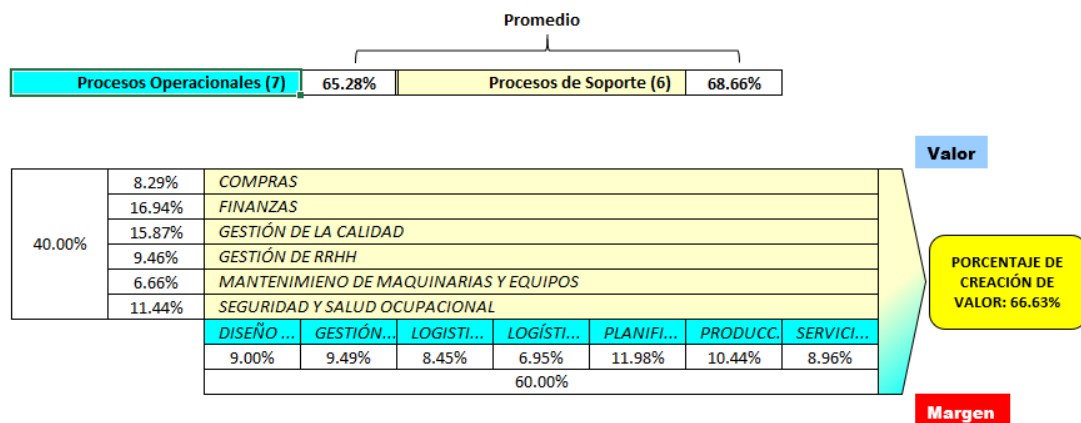 Promedio
Procesos Operacionales (7) 65.28% Procesos de Soporte (6) 68.66%
Valor
40.00%
8.29% COMPRAS
16.94% FINANZAS
15.87% GESTIÓN DE LA CALIDAD
9.46% GESTIÓN DE RRHH
6.66% MANTENIMIENO DE MAQUINARIAS Y EQUIPOS
11.44% SEGURIDAD Y SALUD OCUPACIONAL
DISEÑO ... GESTIÓN... LOGISTI... LOGÍSTI... PLANIFI... PRODUCC. SERVICI...
9.00% 9.49% 8.45% 6.95% 11.98% 10.44% 8.96%
60.00%
PORCENTAJE DE
CREACIÓN DE
VALOR: 66.63%
Margen